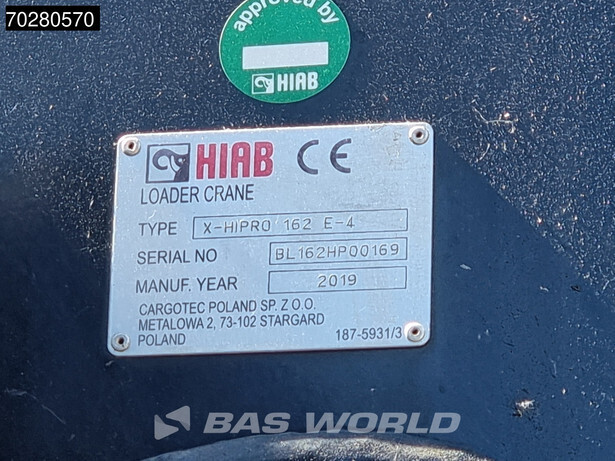 70280570
approved by
HIAB
HIAB CE
LOADER CRANE
TYPE X-HIPRO 162 E-4
SERIAL NO BL162HP00169
MANUF. YEAR 2019
CARGOTEC POLAND SP. Z O.O.
METALOWA 2, 73-102 STARGARD
POLAND 187-5931/3
BAS WORLD